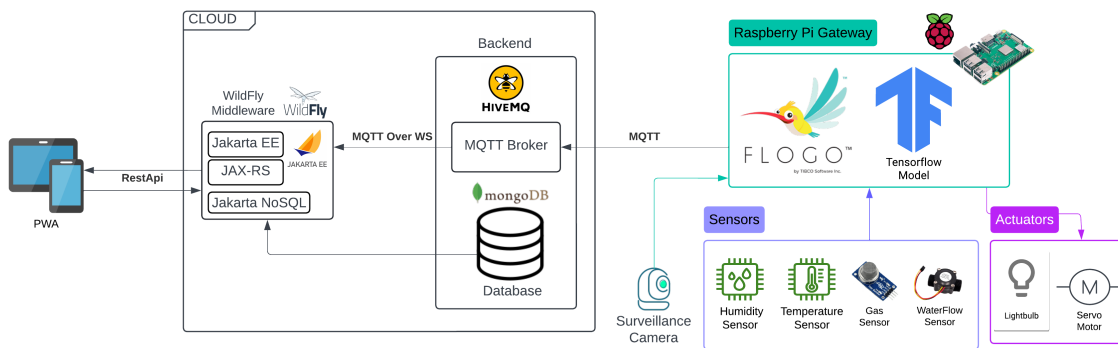 CLOUD
Backend
HIVEMQ
WildFly
Middleware
WildFly
Jakarta EE
JAX-RS
Jakarta NoSQL
JAKARTA EE
MQTT Over WS
MQTT Broker
mongoDB
Database
RestApi
PWA
MQTT
Raspberry Pi Gateway
FLOGO™
by TIBCO Software Inc.
Tensorflow
Model
Surveillance
Camera
Sensors
Humidity
Sensor
Temperature
Sensor
Gas
Sensor
WaterFlow
Sensor
Actuators
Lightbulb
M
Servo
Motor